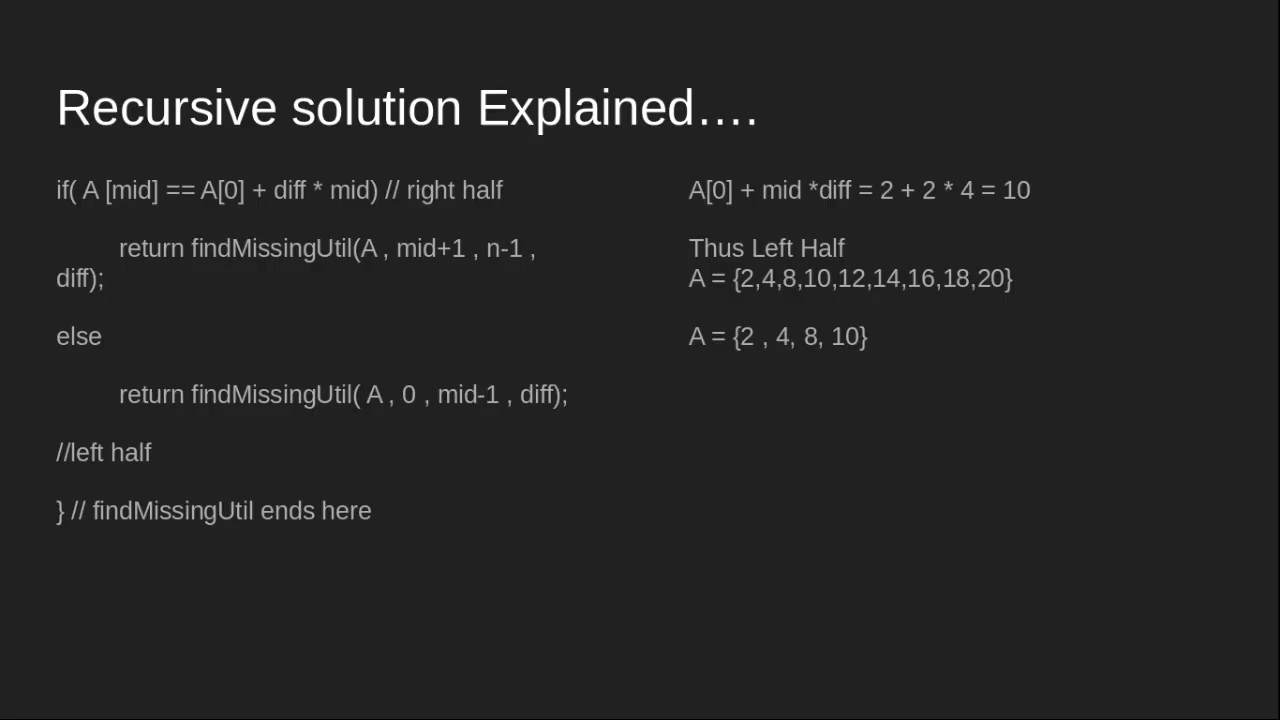 Recursive solution Explained....
if( A [mid] == A[0] + diff * mid) // right half
return findMissingUtil(A , mid+1 , n-1 ,
diff);
else
return findMissingUtil( A , 0 , mid-1 , diff);
//left half
} // findMissingUtil ends here
A[0] + mid *diff = 2 + 2 * 4 = 10
Thus Left Half
A = {2,4,8,10,12,14,16,18,20}
A = {2 , 4, 8, 10}